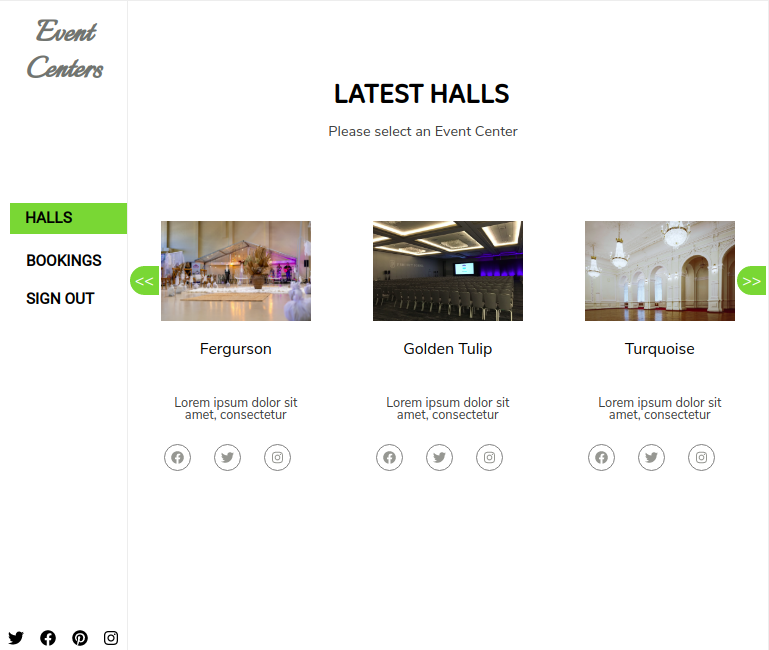 Event
Centers
HALLS
BOOKINGS
SIGN OUT
LATEST HALLS
Please select an Event Center
<<
>>
Fergurson
Golden Tulip
Turquoise
Lorem ipsum dolor sit
amet, consectetur
Lorem ipsum dolor sit
amet, consectetur
Lorem ipsum dolor sit
amet, consectetur